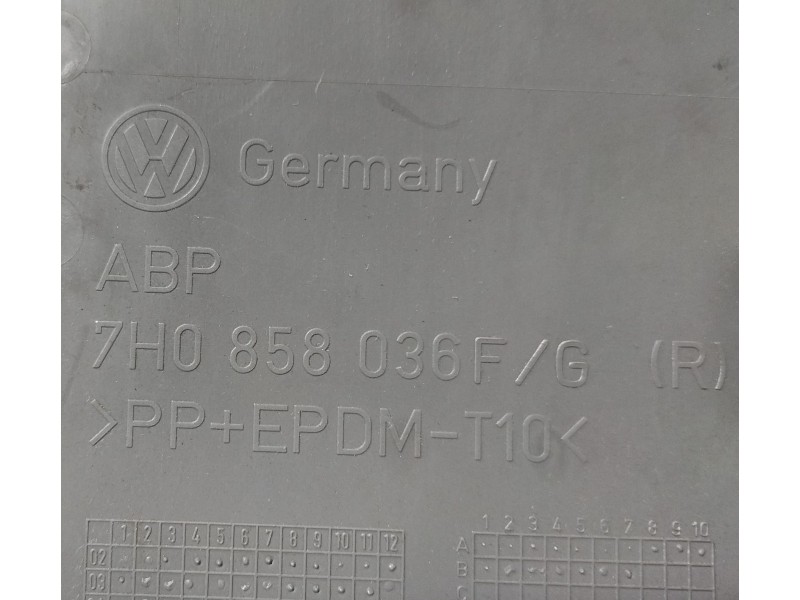 VW Germany
ABP
7H0 858 036F/G (R)
>PP+EPDM-T10<
1 2 3 4 5 6 7 8 9 10 11 12
02
03
1 2 3 4 5 6 7 8 9 10
A
B